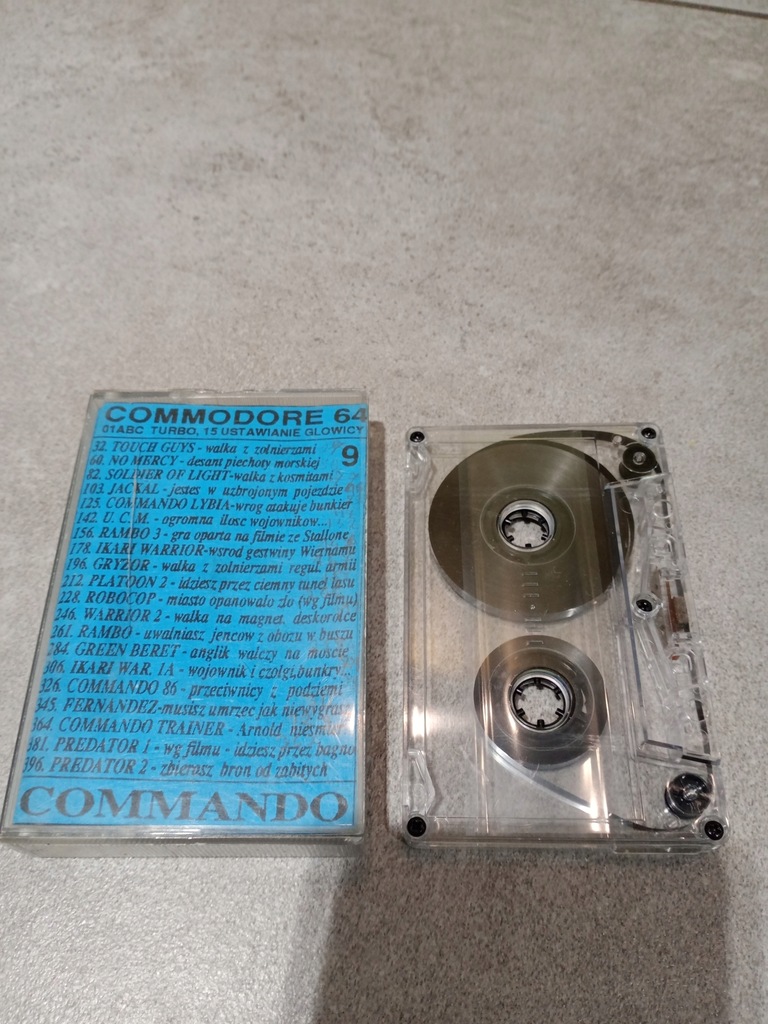 COMMODORE 64
01ABC TURBO, 15 USTAWIANIE GLOWICY
9
32. TOUCH GUYS - walka z zolnierzami
60. NO MERCY - desant piechoty morskiej
82. SOLDIER OF LIGHT-walka z kosmitami
103. JACKAL - jestes w uzbrojonym pojezdzie
125. COMMANDO LYBIA-wrog atakuje bunkier
142. U. C. M. - ogromna ilosc wojownikow...
156. RAMBO 3 - gra oparta na filmie ze Stallone
178. IKARI WARRIOR-wsrod gestwiny Wietnamu
196. GRYZOR - walka z zolnierzami regul. armii
212. PLATOON 2 - idziesz przez ciemny tunel lasu
228. ROBOCOP - miasto opanowalo zlo (wg filmu)
246. WARRIOR 2 - walka na magnet. deskorolce
261. RAMBO - uwalniasz jencow z obozu w buszu
284. GREEN BERET - anglik walczy na moscie
306. IKARI WAR. 1A - wojownik i czolgi,bunkry...
326. COMMANDO 86 - przeciwnicy z podziemi
345. FERNANDEZ-musisz umrzec jak niewygrasz
364. COMMANDO TRAINER - Arnold niesmier
381. PREDATOR 1 - wg filmu - idziesz przez bagno
396. PREDATOR 2 - zbierasz bron od zabitych
COMMANDO